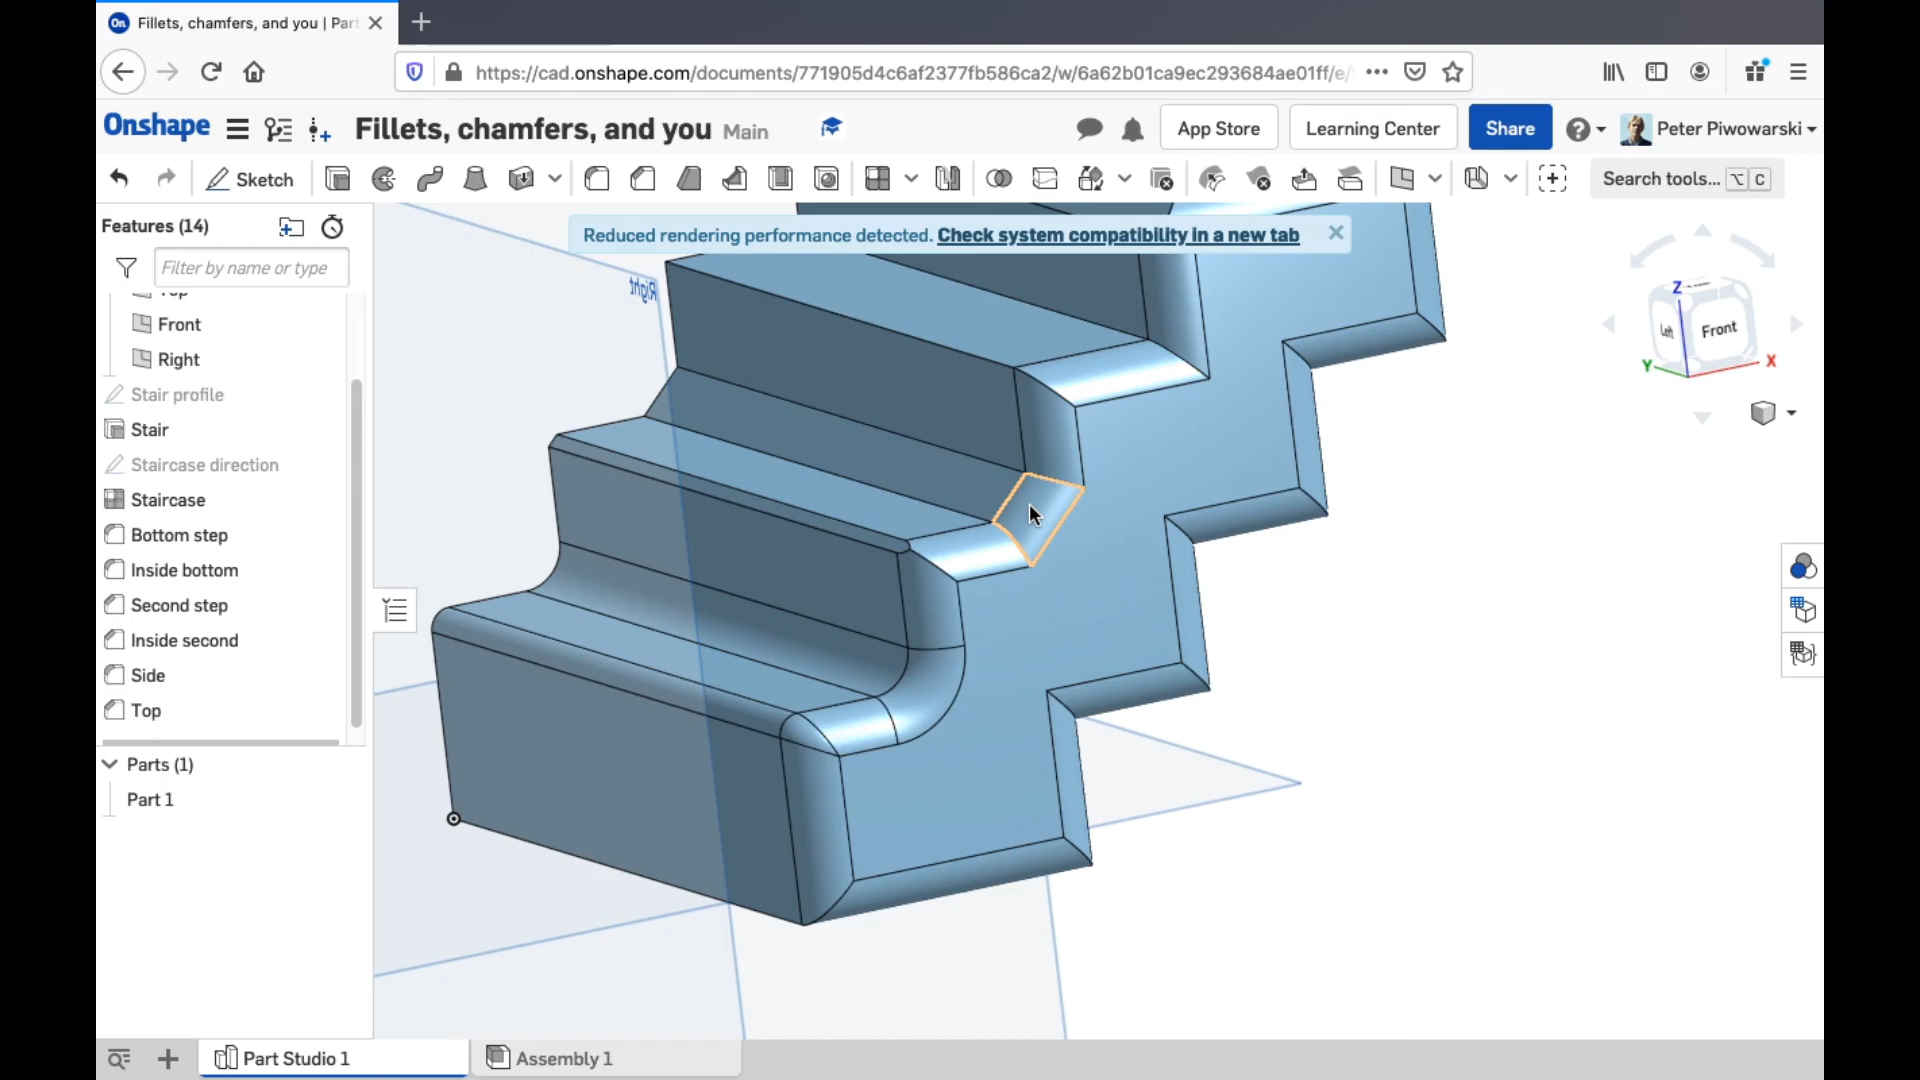 Fillets, chamfers, and you | Part
https://cad.onshape.com/documents/771905d4c6af2377fb586ca2/w/6a62b01ca9ec293684ae01ff/e/
Onshape
Fillets, chamfers, and you Main
App Store
Learning Center
Share
Peter Piwowarski
Sketch
Search tools... ⌥ C
Features (14)
Filter by name or type
Reduced rendering performance detected. Check system compatibility in a new tab
Right
Top
Front
Right
Stair profile
Stair
Staircase direction
Staircase
Bottom step
Inside bottom
Second step
Inside second
Side
Top
Parts (1)
Part 1
Z
Left
Front
Y
X
Part Studio 1
Assembly 1